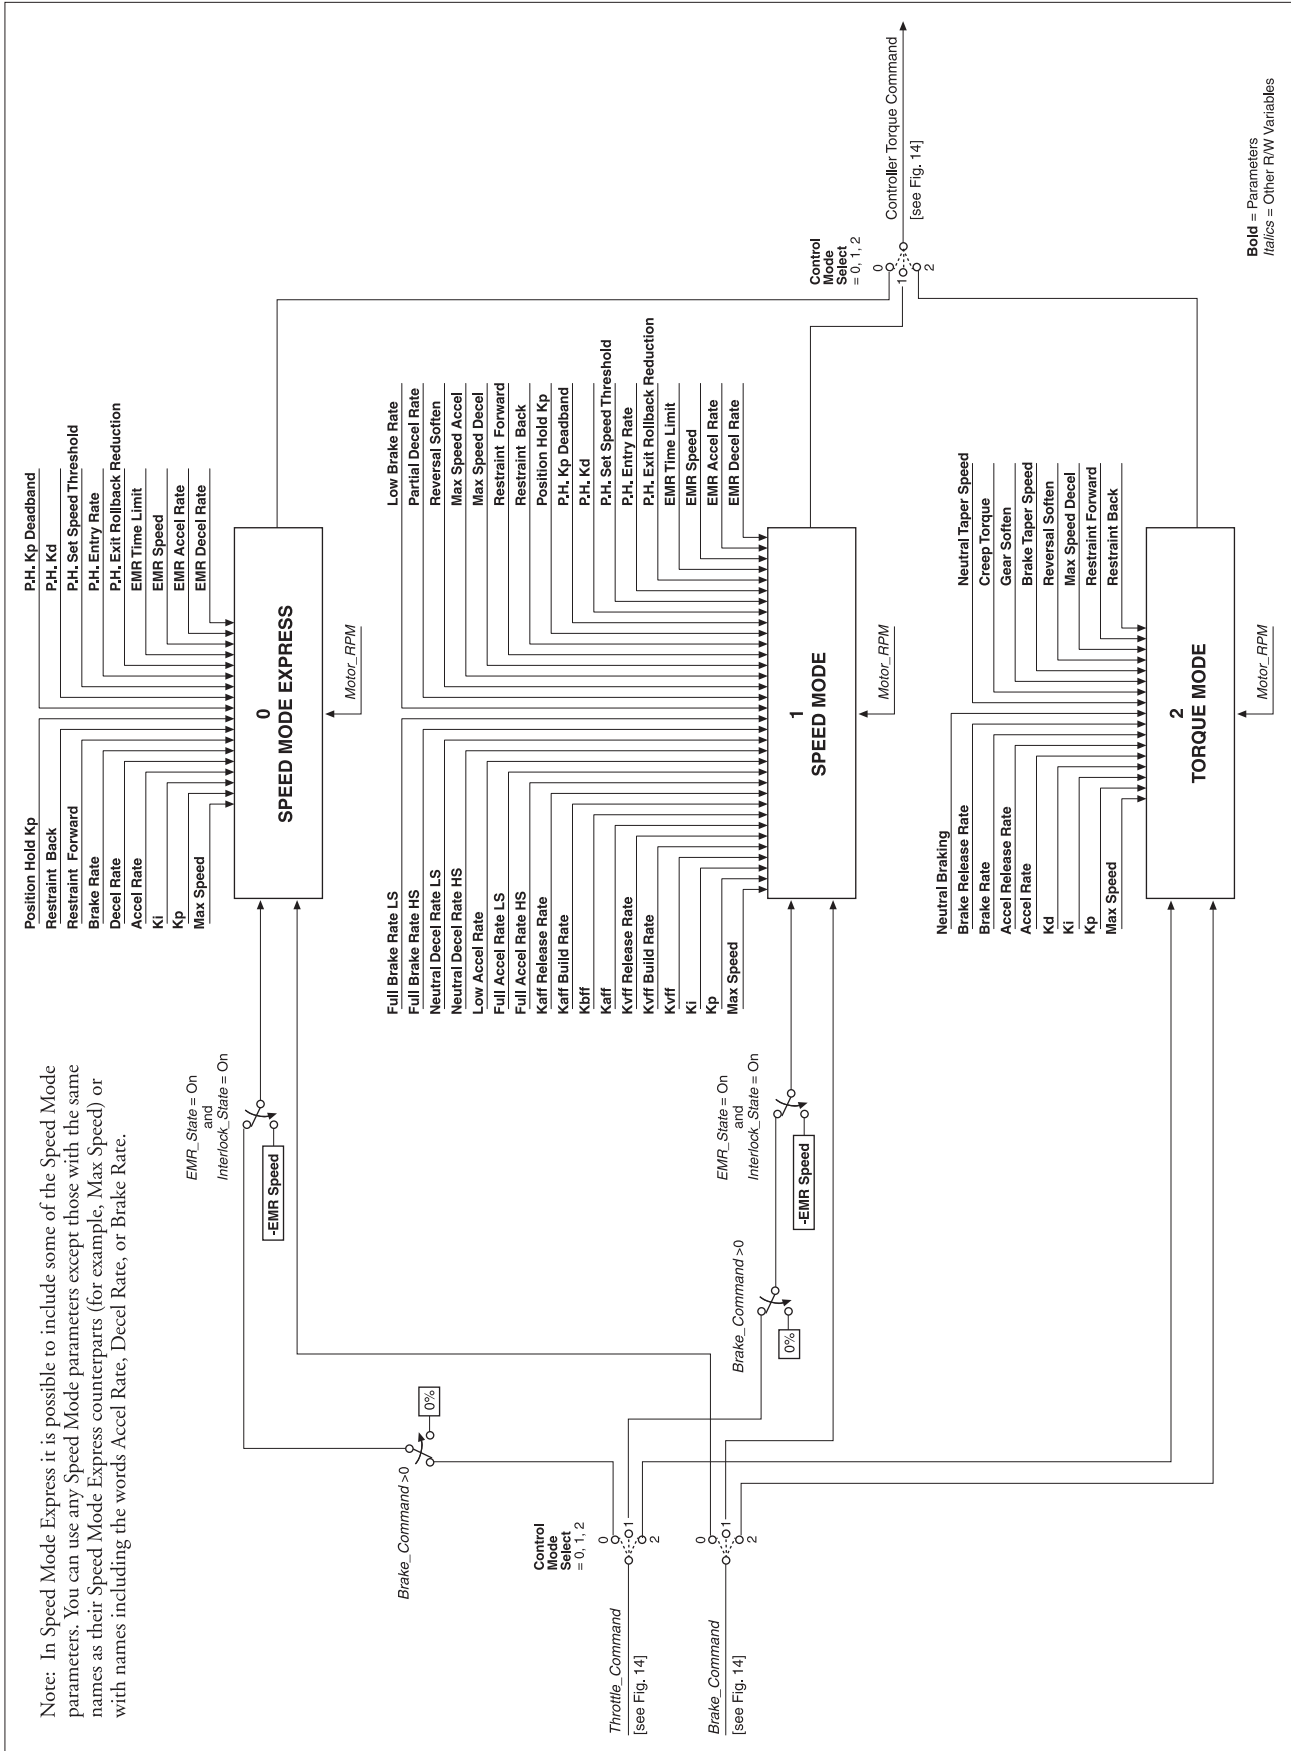 Note: In Speed Mode Express it is possible to include some of the Speed Mode
parameters. You can use any Speed Mode parameters except those with the same
names as their Speed Mode Express counterparts (for example, Max Speed) or
with names including the words Accel Rate, Decel Rate, or Brake Rate.
Throttle_Command
[see Fig. 14]
Brake_Command
[see Fig. 14]
Control
Mode
Select
= 0, 1, 2
0
1
2
0
1
2
Brake_Command >0
0%
EMR_State = On
and
Interlock_State = On
-EMR Speed
Brake_Command >0
0%
EMR_State = On
and
Interlock_State = On
-EMR Speed
Position Hold Kp
Restraint Back
Restraint Forward
Brake Rate
Decel Rate
Accel Rate
Ki
Kp
Max Speed
P.H. Kp Deadband
P.H. Kd
P.H. Set Speed Threshold
P.H. Entry Rate
P.H. Exit Rollback Reduction
EMR Time Limit
EMR Speed
EMR Accel Rate
EMR Decel Rate
0
SPEED MODE EXPRESS
Motor_RPM
Full Brake Rate LS
Full Brake Rate HS
Neutral Decel Rate LS
Neutral Decel Rate HS
Low Accel Rate
Full Accel Rate LS
Full Accel Rate HS
Kaff Release Rate
Kaff Build Rate
Kbff
Kaff
Kvff Release Rate
Kvff Build Rate
Kvff
Ki
Kp
Max Speed
Low Brake Rate
Partial Decel Rate
Reversal Soften
Max Speed Accel
Max Speed Decel
Restraint Forward
Restraint Back
Position Hold Kp
P.H. Kp Deadband
P.H. Kd
P.H. Set Speed Threshold
P.H. Entry Rate
P.H. Exit Rollback Reduction
EMR Time Limit
EMR Speed
EMR Accel Rate
EMR Decel Rate
1
SPEED MODE
Motor_RPM
Neutral Braking
Brake Release Rate
Brake Rate
Accel Release Rate
Accel Rate
Kd
Ki
Kp
Max Speed
Neutral Taper Speed
Creep Torque
Gear Soften
Brake Taper Speed
Reversal Soften
Max Speed Decel
Restraint Forward
Restraint Back
2
TORQUE MODE
Motor_RPM
Control
Mode
Select
= 0, 1, 2
0
1
2
Controller Torque Command
[see Fig. 14]
Bold = Parameters
Italics = Other R/W Variables